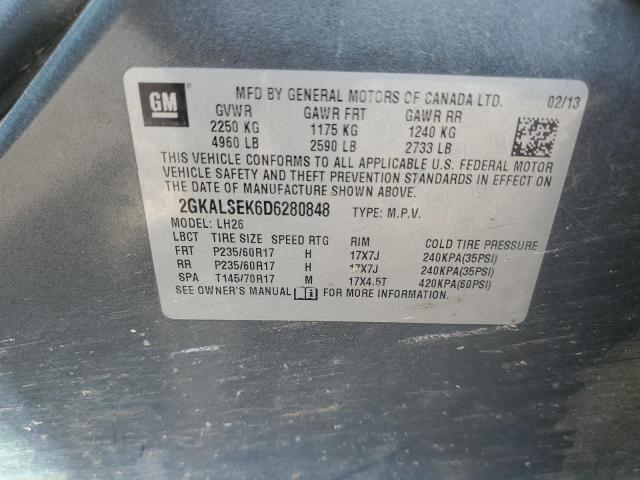 GM
MFD BY GENERAL MOTORS OF CANADA LTD. 02/13
GVWR GAWR FRT GAWR RR
2250 KG 1175 KG 1240 KG
4960 LB 2590 LB 2733 LB
THIS VEHICLE CONFORMS TO ALL APPLICABLE U.S. FEDERAL MOTOR
VEHICLE SAFETY AND THEFT PREVENTION STANDARDS IN EFFECT ON
THE DATE OF MANUFACTURE SHOWN ABOVE.
2GKALSEK6D6280848 TYPE: M.P.V.
MODEL: LH26
LBCT TIRE SIZE SPEED RTG RIM COLD TIRE PRESSURE
FRT P235/60R17 H 17X7J 240KPA(35PSI)
RR P235/60R17 H 17X7J 240KPA(35PSI)
SPA T145/70R17 M 17X4.5T 420KPA(60PSI)
SEE OWNER'S MANUAL FOR MORE INFORMATION.